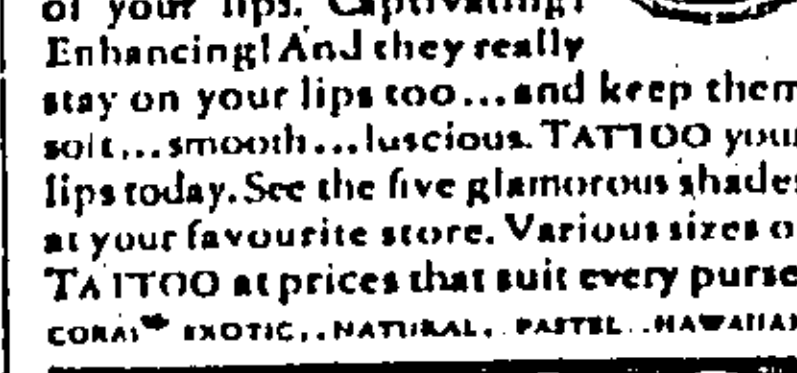 of your lips. Captivating!
Enhancing! And they really
stay on your lips too...and keep them
soft...smooth...luscious. TATTOO your
lips today. See the five glamorous shades
at your favourite store. Various sizes o
TATTOO at prices that suit every purse
CORAL EXOTIC..NATURAL. PASTEL..HAWAIIAN